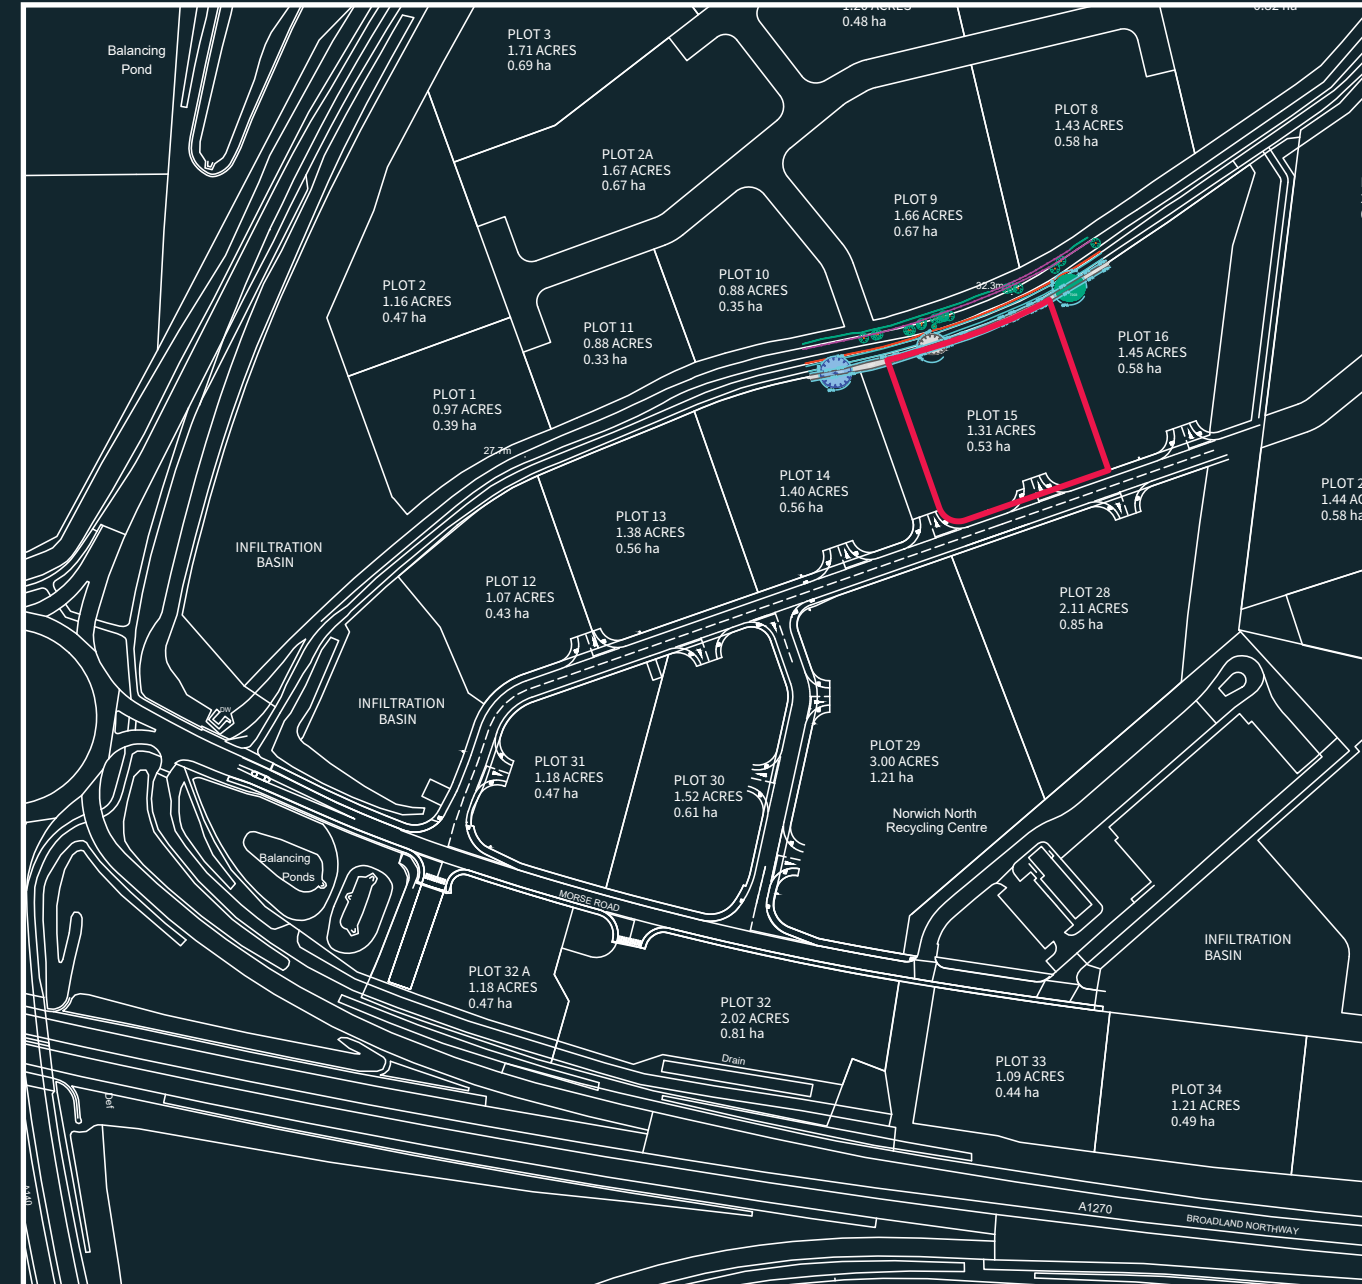 0.48 ha
PLOT 3
1.71 ACRES
0.69 ha
Balancing
Pond
PLOT 8
1.43 ACRES
0.58 ha
PLOT 2A
1.67 ACRES
0.67 ha
PLOT 9
1.66 ACRES
0.67 ha
PLOT 10
0.88 ACRES
0.35 ha
PLOT 2
1.16 ACRES
0.47 ha
32.3m
PLOT 11
0.88 ACRES
0.33 ha
PLOT 16
1.45 ACRES
0.58 ha
PLOT 1
0.97 ACRES
0.39 ha
PLOT 15
1.31 ACRES
0.53 ha
27.7m
PLOT 14
1.40 ACRES
0.56 ha
PLOT 2
1.44 AC
0.58 ha
PLOT 13
1.38 ACRES
0.56 ha
INFILTRATION
BASIN
PLOT 12
1.07 ACRES
0.43 ha
PLOT 28
2.11 ACRES
0.85 ha
INFILTRATION
BASIN
DW
PLOT 29
3.00 ACRES
1.21 ha
PLOT 31
1.18 ACRES
0.47 ha
PLOT 30
1.52 ACRES
0.61 ha
Norwich North
Recycling Centre
Balancing
Ponds
MORSE ROAD
INFILTRATION
BASIN
PLOT 32 A
1.18 ACRES
0.47 ha
PLOT 32
2.02 ACRES
0.81 ha
Drain
PLOT 33
1.09 ACRES
0.44 ha
PLOT 34
1.21 ACRES
0.49 ha
Def
A140
A1270
BROADLAND NORTHWAY